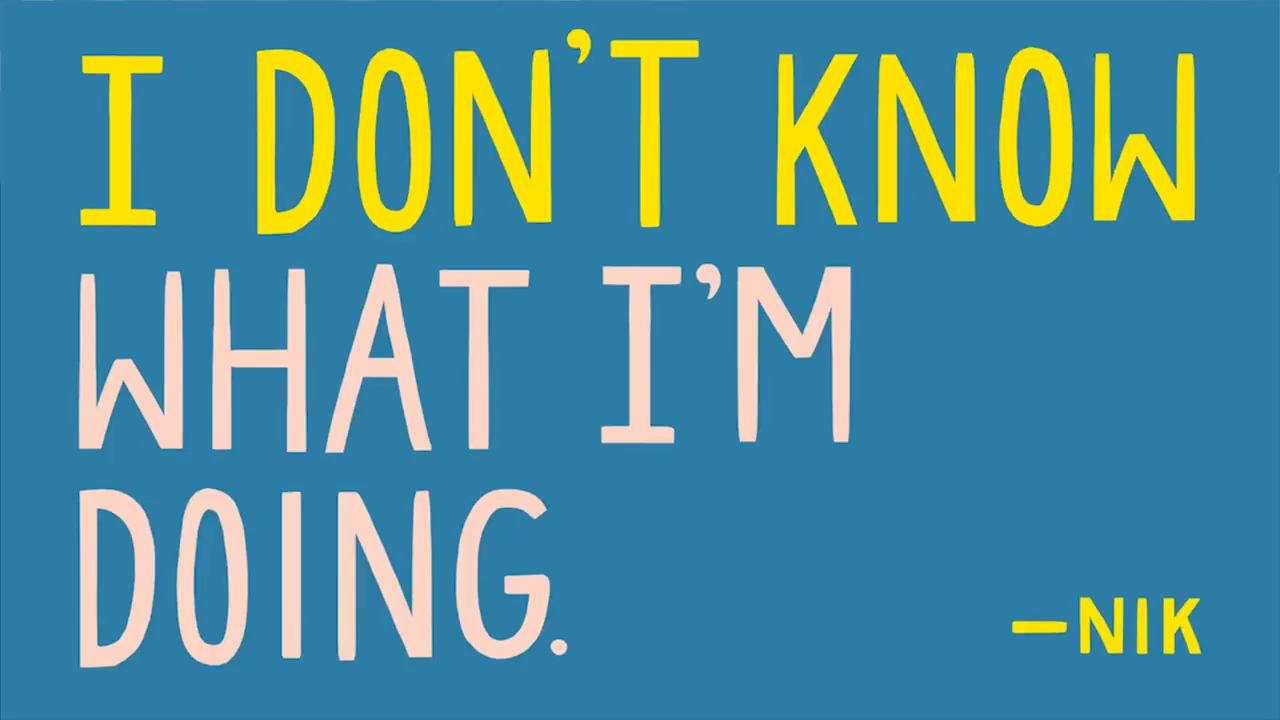 I DON’T KNOW
WHAT I’M
DOING.
—NIK